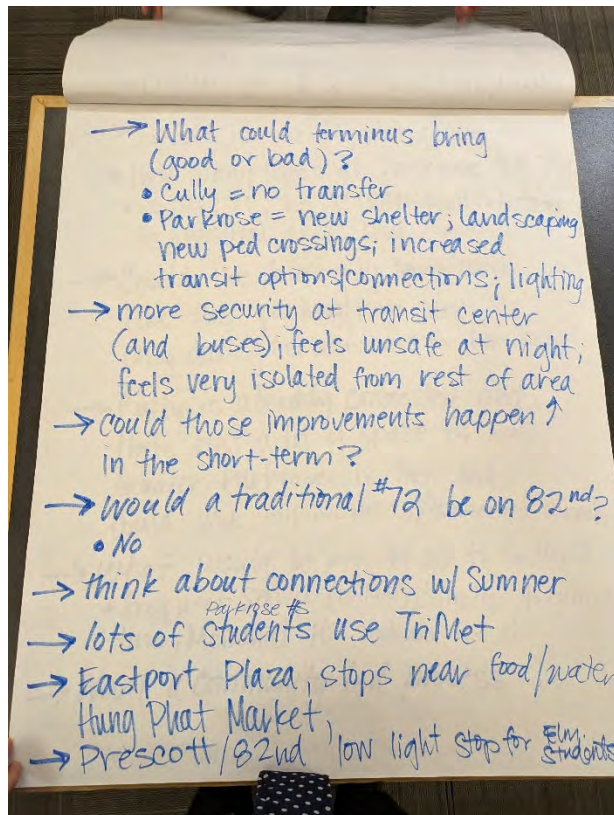 → What could terminus bring
(good or bad)?
• Cully = no transfer
• Parkrose = new shelter; landscaping
new ped crossings; increased
transit options/connections; lighting
→ more security at transit center
(and buses); feels unsafe at night;
feels very isolated from rest of area
→ could those improvements happen ↑
in the short-term?
→ would a traditional #72 be on 82nd?
• No
→ think about connections w/ Sumner
Parkrose HS
→ lots of students use TriMet
→ Eastport Plaza, stops near food/water
Hung Phat Market,
→ Prescott/82nd, low light stop for Elm. students